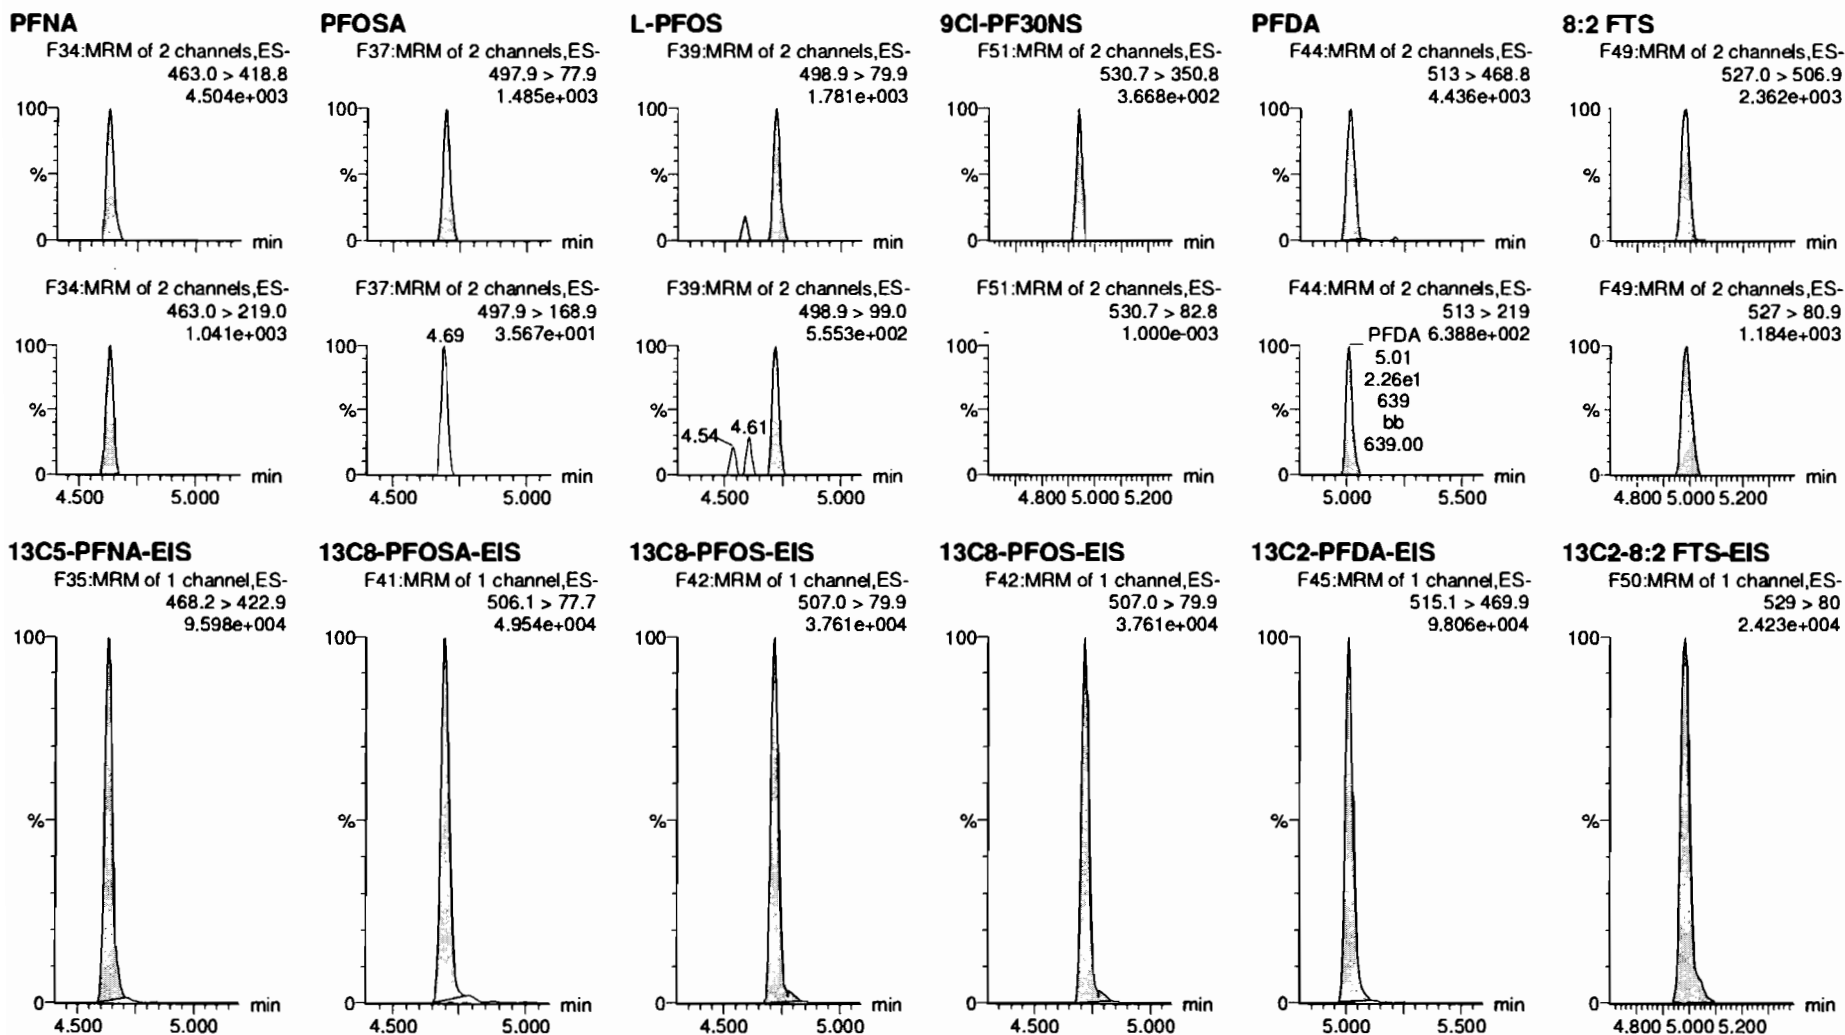 PFNA
F34:MRM of 2 channels,ES-
463.0 > 418.8
4.504e+003
100
%
0
min
PFOSA
F37:MRM of 2 channels,ES-
497.9 > 77.9
1.485e+003
100
%
0
min
L-PFOS
F39:MRM of 2 channels,ES-
498.9 > 79.9
1.781e+003
100
%
0
min
9Cl-PF30NS
F51:MRM of 2 channels,ES-
530.7 > 350.8
3.668e+002
100
%
0
min
PFDA
F44:MRM of 2 channels,ES-
513 > 468.8
4.436e+003
100
%
0
min
8:2 FTS
F49:MRM of 2 channels,ES-
527.0 > 506.9
2.362e+003
100
%
0
min
F34:MRM of 2 channels,ES-
463.0 > 219.0
1.041e+003
100
%
0
min
4.500 5.000
F37:MRM of 2 channels,ES-
497.9 > 168.9
4.69 3.567e+001
100
%
0
min
4.500 5.000
F39:MRM of 2 channels,ES-
498.9 > 99.0
5.553e+002
100
%
4.54 4.61
0
min
4.500 5.000
F51:MRM of 2 channels,ES-
530.7 > 82.8
1.000e-003
100
%
0
min
4.800 5.000 5.200
F44:MRM of 2 channels,ES-
513 > 219
PFDA 6.388e+002
100
5.01
2.26e1
639
bb
639.00
%
0
min
5.000 5.500
F49:MRM of 2 channels,ES-
527 > 80.9
1.184e+003
100
%
0
min
4.800 5.000 5.200
13C5-PFNA-EIS
F35:MRM of 1 channel,ES-
468.2 > 422.9
9.598e+004
100
%
0
min
4.500 5.000
13C8-PFOSA-EIS
F41:MRM of 1 channel,ES-
506.1 > 77.7
4.954e+004
100
%
0
min
4.500 5.000
13C8-PFOS-EIS
F42:MRM of 1 channel,ES-
507.0 > 79.9
3.761e+004
100
%
0
min
4.500 5.000
13C8-PFOS-EIS
F42:MRM of 1 channel,ES-
507.0 > 79.9
3.761e+004
100
%
0
min
4.500 5.000
13C2-PFDA-EIS
F45:MRM of 1 channel,ES-
515.1 > 469.9
9.806e+004
100
%
0
min
5.000 5.500
13C2-8:2 FTS-EIS
F50:MRM of 1 channel,ES-
529 > 80
2.423e+004
100
%
0
min
4.800 5.000 5.200